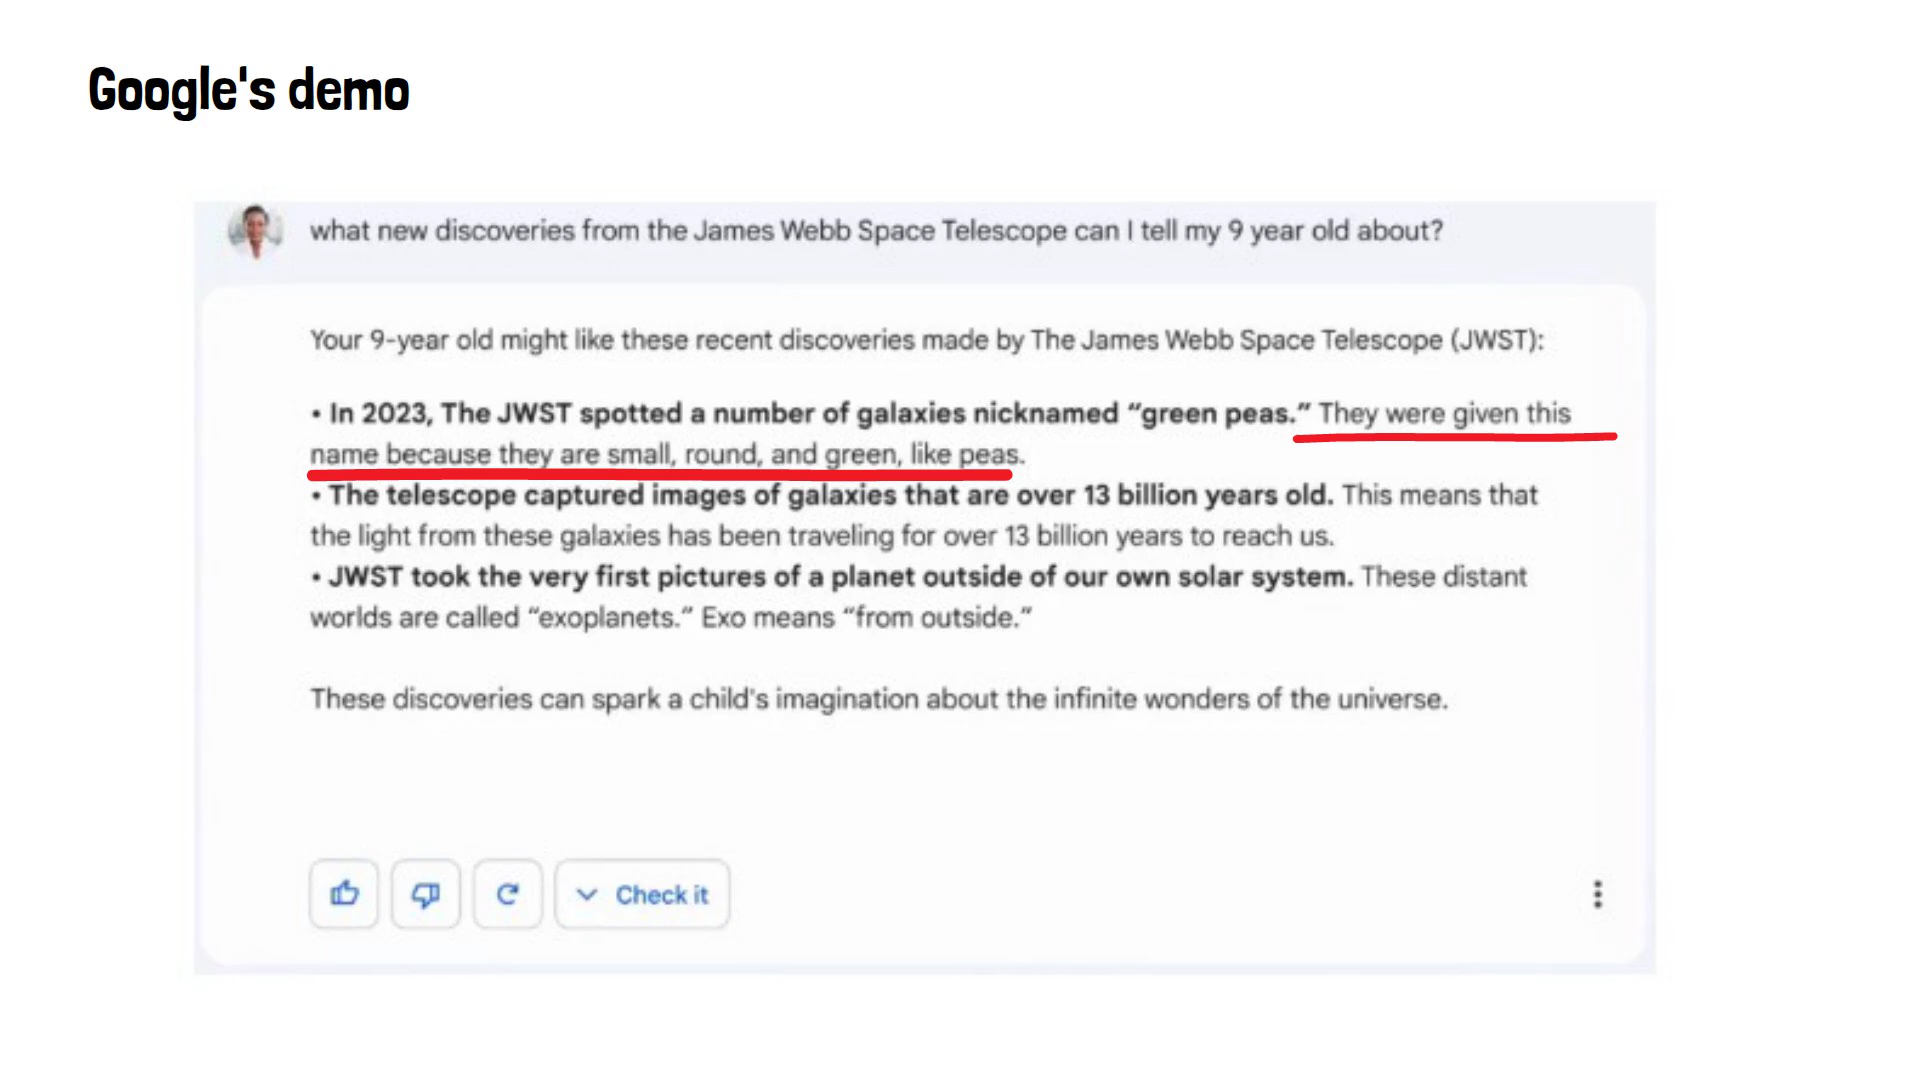 Google's demo
what new discoveries from the James Webb Space Telescope can I tell my 9 year old about?
Your 9-year old might like these recent discoveries made by The James Webb Space Telescope (JWST):
• In 2023, The JWST spotted a number of galaxies nicknamed “green peas.” They were given this
name because they are small, round, and green, like peas.
• The telescope captured images of galaxies that are over 13 billion years old. This means that
the light from these galaxies has been traveling for over 13 billion years to reach us.
• JWST took the very first pictures of a planet outside of our own solar system. These distant
worlds are called “exoplanets.” Exo means “from outside.”
These discoveries can spark a child's imagination about the infinite wonders of the universe.
Check it